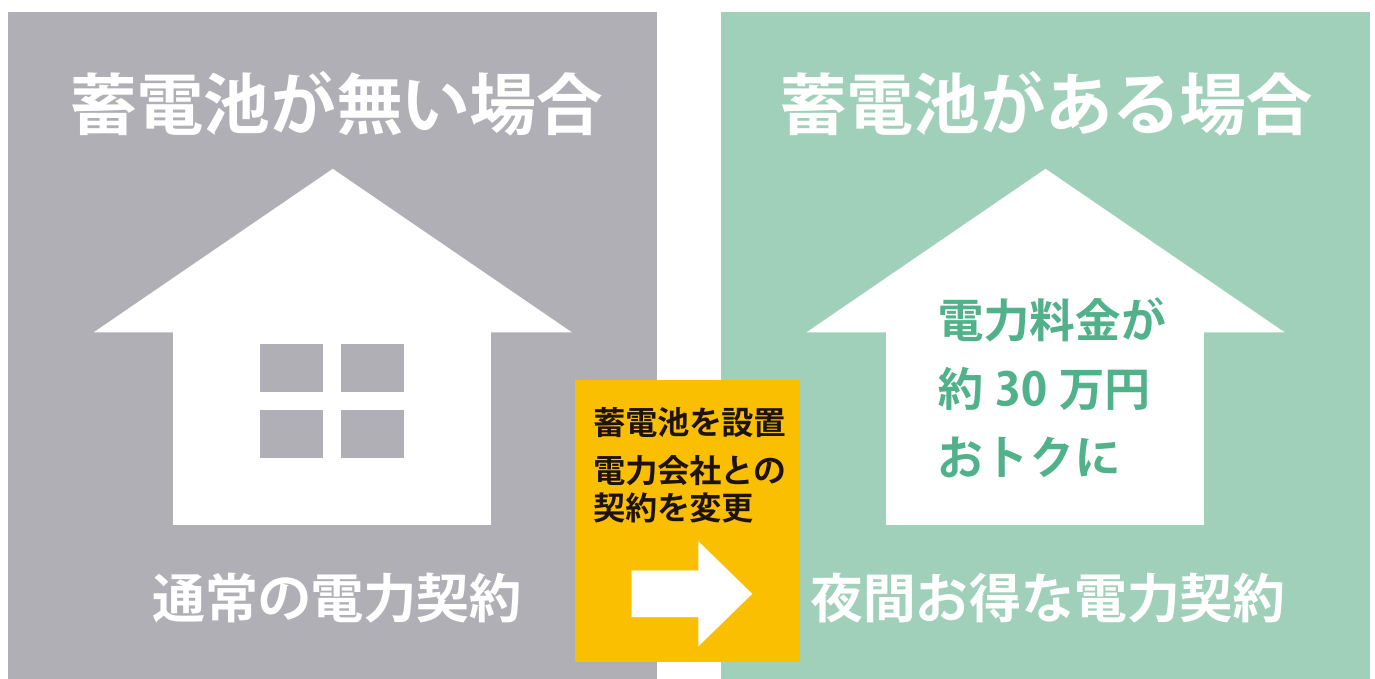 蓄電池が無い場合
通常の電力契約
蓄電池を設置
電力会社との
契約を変更
蓄電池がある場合
電力料金が
約30万円
おトクに
夜間お得な電力契約